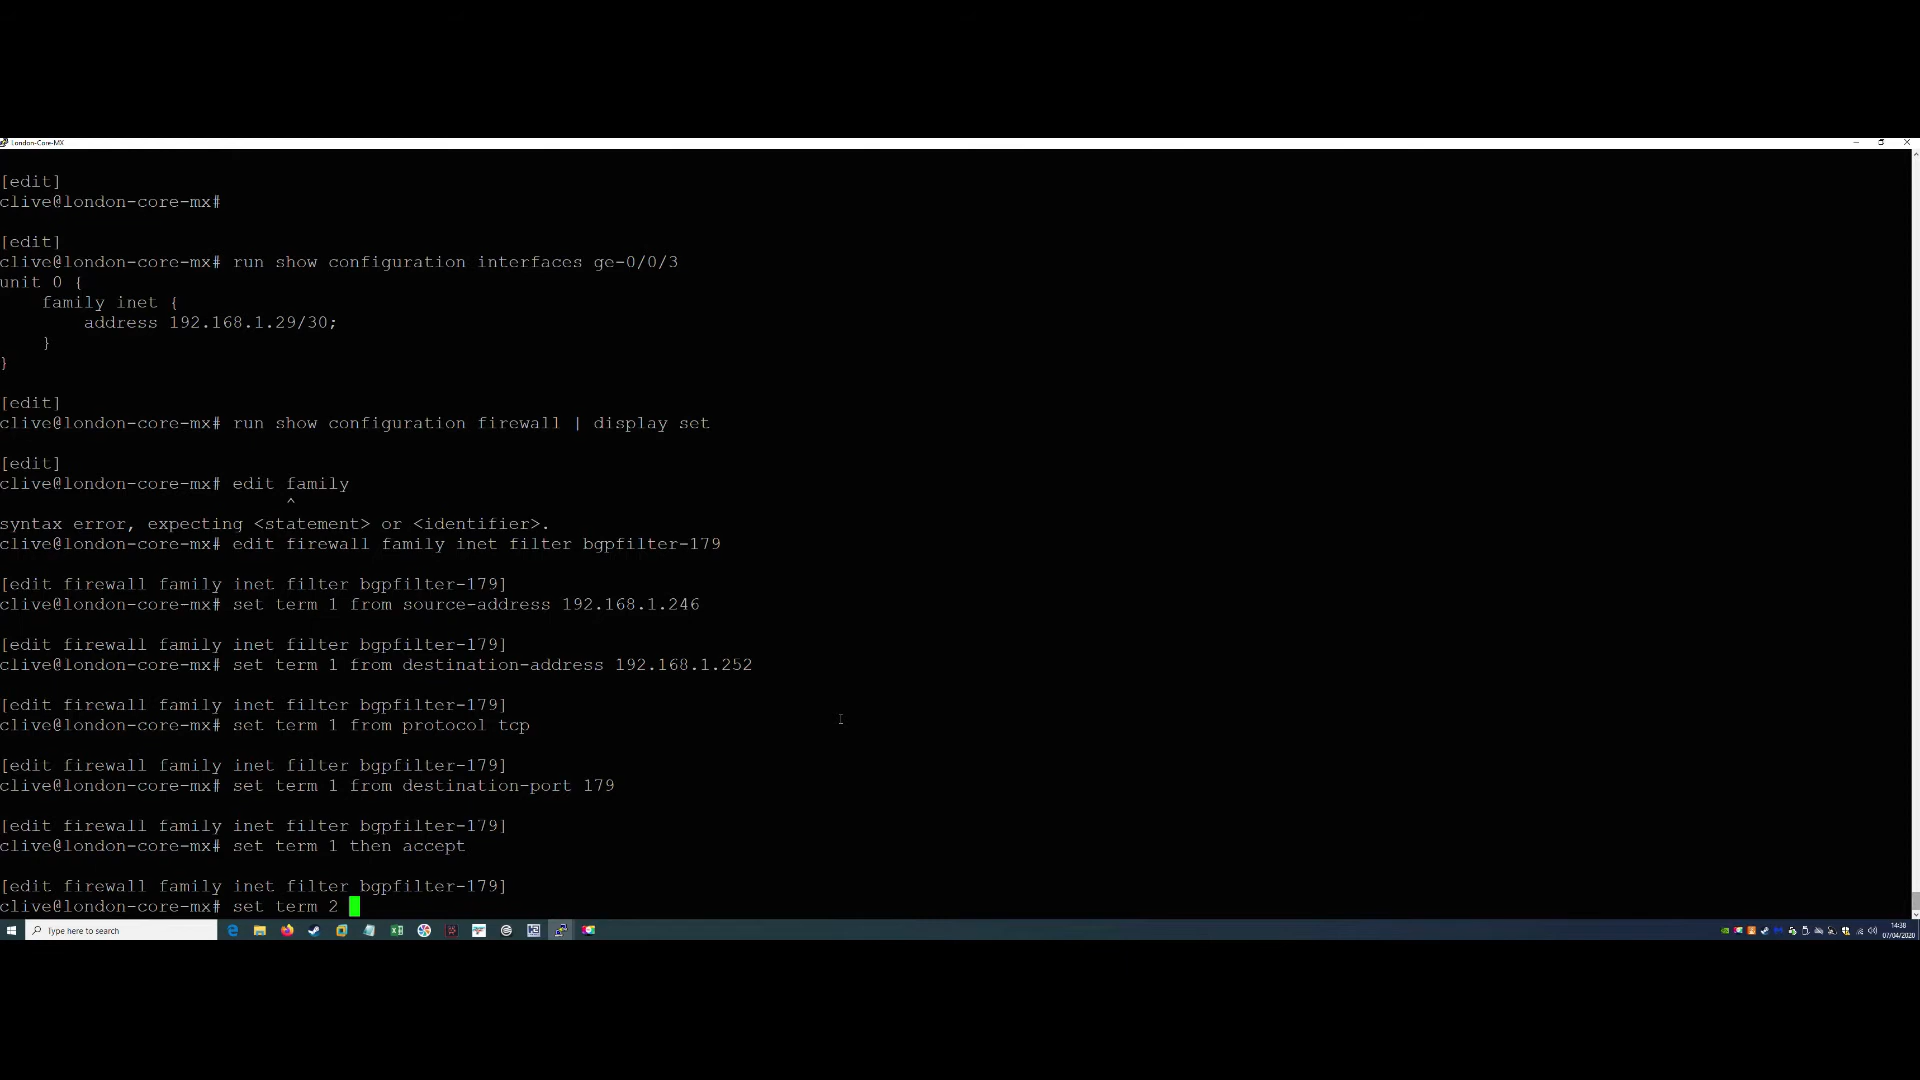 London-Core-MX
[edit]
clive@london-core-mx#
[edit]
clive@london-core-mx# run show configuration interfaces ge-0/0/3
unit 0 {
    family inet {
        address 192.168.1.29/30;
    }
}
[edit]
clive@london-core-mx# run show configuration firewall | display set
[edit]
clive@london-core-mx# edit family
                           ^
syntax error, expecting <statement> or <identifier>.
clive@london-core-mx# edit firewall family inet filter bgpfilter-179
[edit firewall family inet filter bgpfilter-179]
clive@london-core-mx# set term 1 from source-address 192.168.1.246
[edit firewall family inet filter bgpfilter-179]
clive@london-core-mx# set term 1 from destination-address 192.168.1.252
[edit firewall family inet filter bgpfilter-179]
clive@london-core-mx# set term 1 from protocol tcp
[edit firewall family inet filter bgpfilter-179]
clive@london-core-mx# set term 1 from destination-port 179
[edit firewall family inet filter bgpfilter-179]
clive@london-core-mx# set term 1 then accept
[edit firewall family inet filter bgpfilter-179]
clive@london-core-mx# set term 2
Type here to search
14:38
07/04/2020